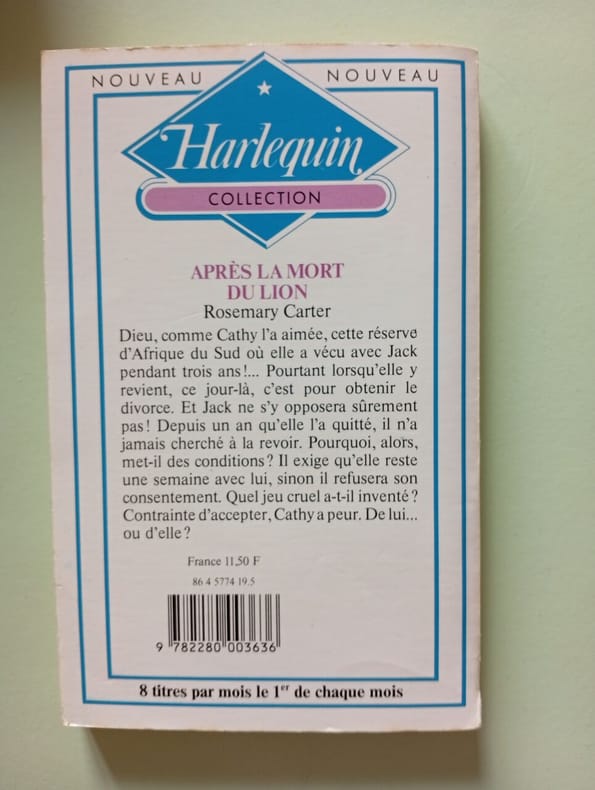 NOUVEAU NOUVEAU
Harlequin
COLLECTION
APRÈS LA MORT
DU LION
Rosemary Carter
Dieu, comme Cathy l'a aimée, cette réserve
d'Afrique du Sud où elle a vécu avec Jack
pendant trois ans!... Pourtant lorsqu'elle y
revient, ce jour-là, c'est pour obtenir le
divorce. Et Jack ne s'y opposera sûrement
pas! Depuis un an qu'elle l'a quitté, il n'a
jamais cherché à la revoir. Pourquoi, alors,
met-il des conditions? Il exige qu'elle reste
une semaine avec lui, sinon il refusera son
consentement. Quel jeu cruel a-t-il inventé?
Contrainte d'accepter, Cathy a peur. De lui...
ou d'elle?
France 11,50 F
86 4 5774 19.5
9 782280 003636
8 titres par mois le 1er de chaque mois